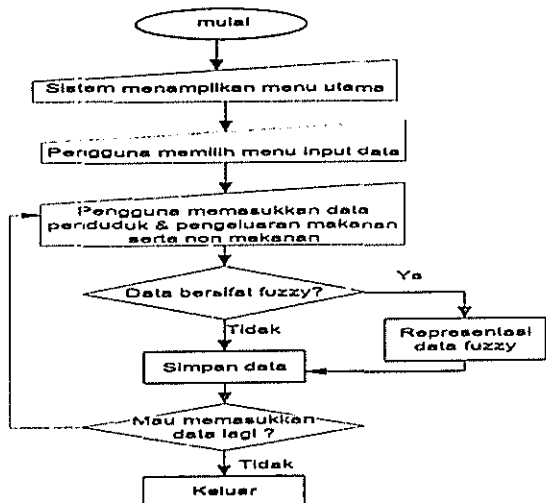 mulai
Sistem menampilkan menu utama
Pengguna memilih menu input data
Pengguna memasukkan data
penduduk & pengeluaran makanan
serta non makanan
Data bersifat fuzzy?
Ya
Tidak
Representasi
data fuzzy
Simpan data
Mau memasukkan
data lagi ?
Tidak
Keluar